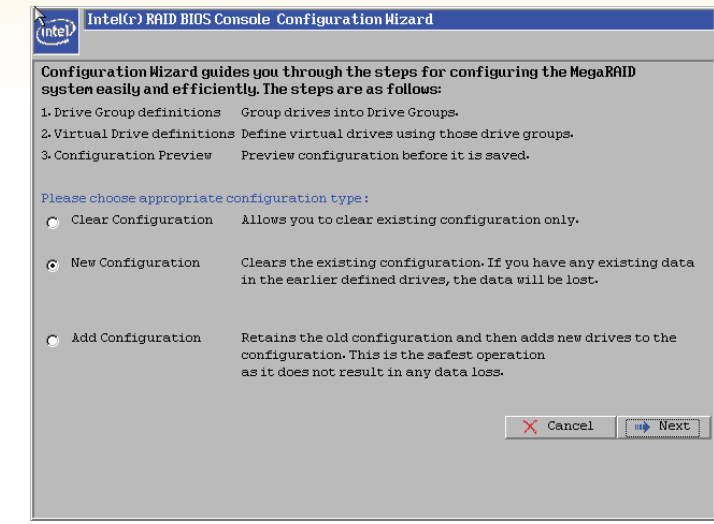 intel
Intel(r) RAID BIOS Console Configuration Wizard
Configuration Wizard guides you through the steps for configuring the MegaRAID
system easily and efficiently. The steps are as follows:
1. Drive Group definitions Group drives into Drive Groups.
2. Virtual Drive definitions Define virtual drives using those drive groups.
3. Configuration Preview Preview configuration before it is saved.
Please choose appropriate configuration type:
Clear Configuration Allows you to clear existing configuration only.
New Configuration Clears the existing configuration. If you have any existing data
in the earlier defined drives, the data will be lost.
Add Configuration Retains the old configuration and then adds new drives to the
configuration. This is the safest operation
as it does not result in any data loss.
Cancel Next